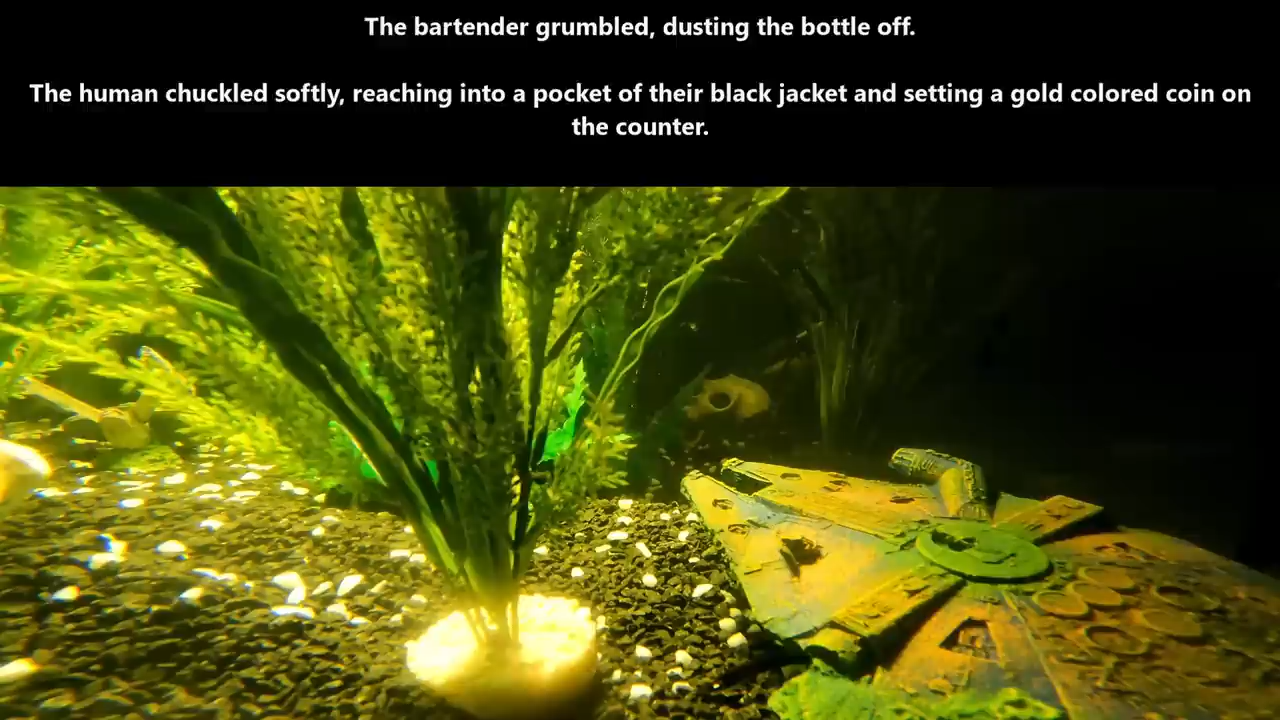 The bartender grumbled, dusting the bottle off.
The human chuckled softly, reaching into a pocket of their black jacket and setting a gold colored coin on
the counter.